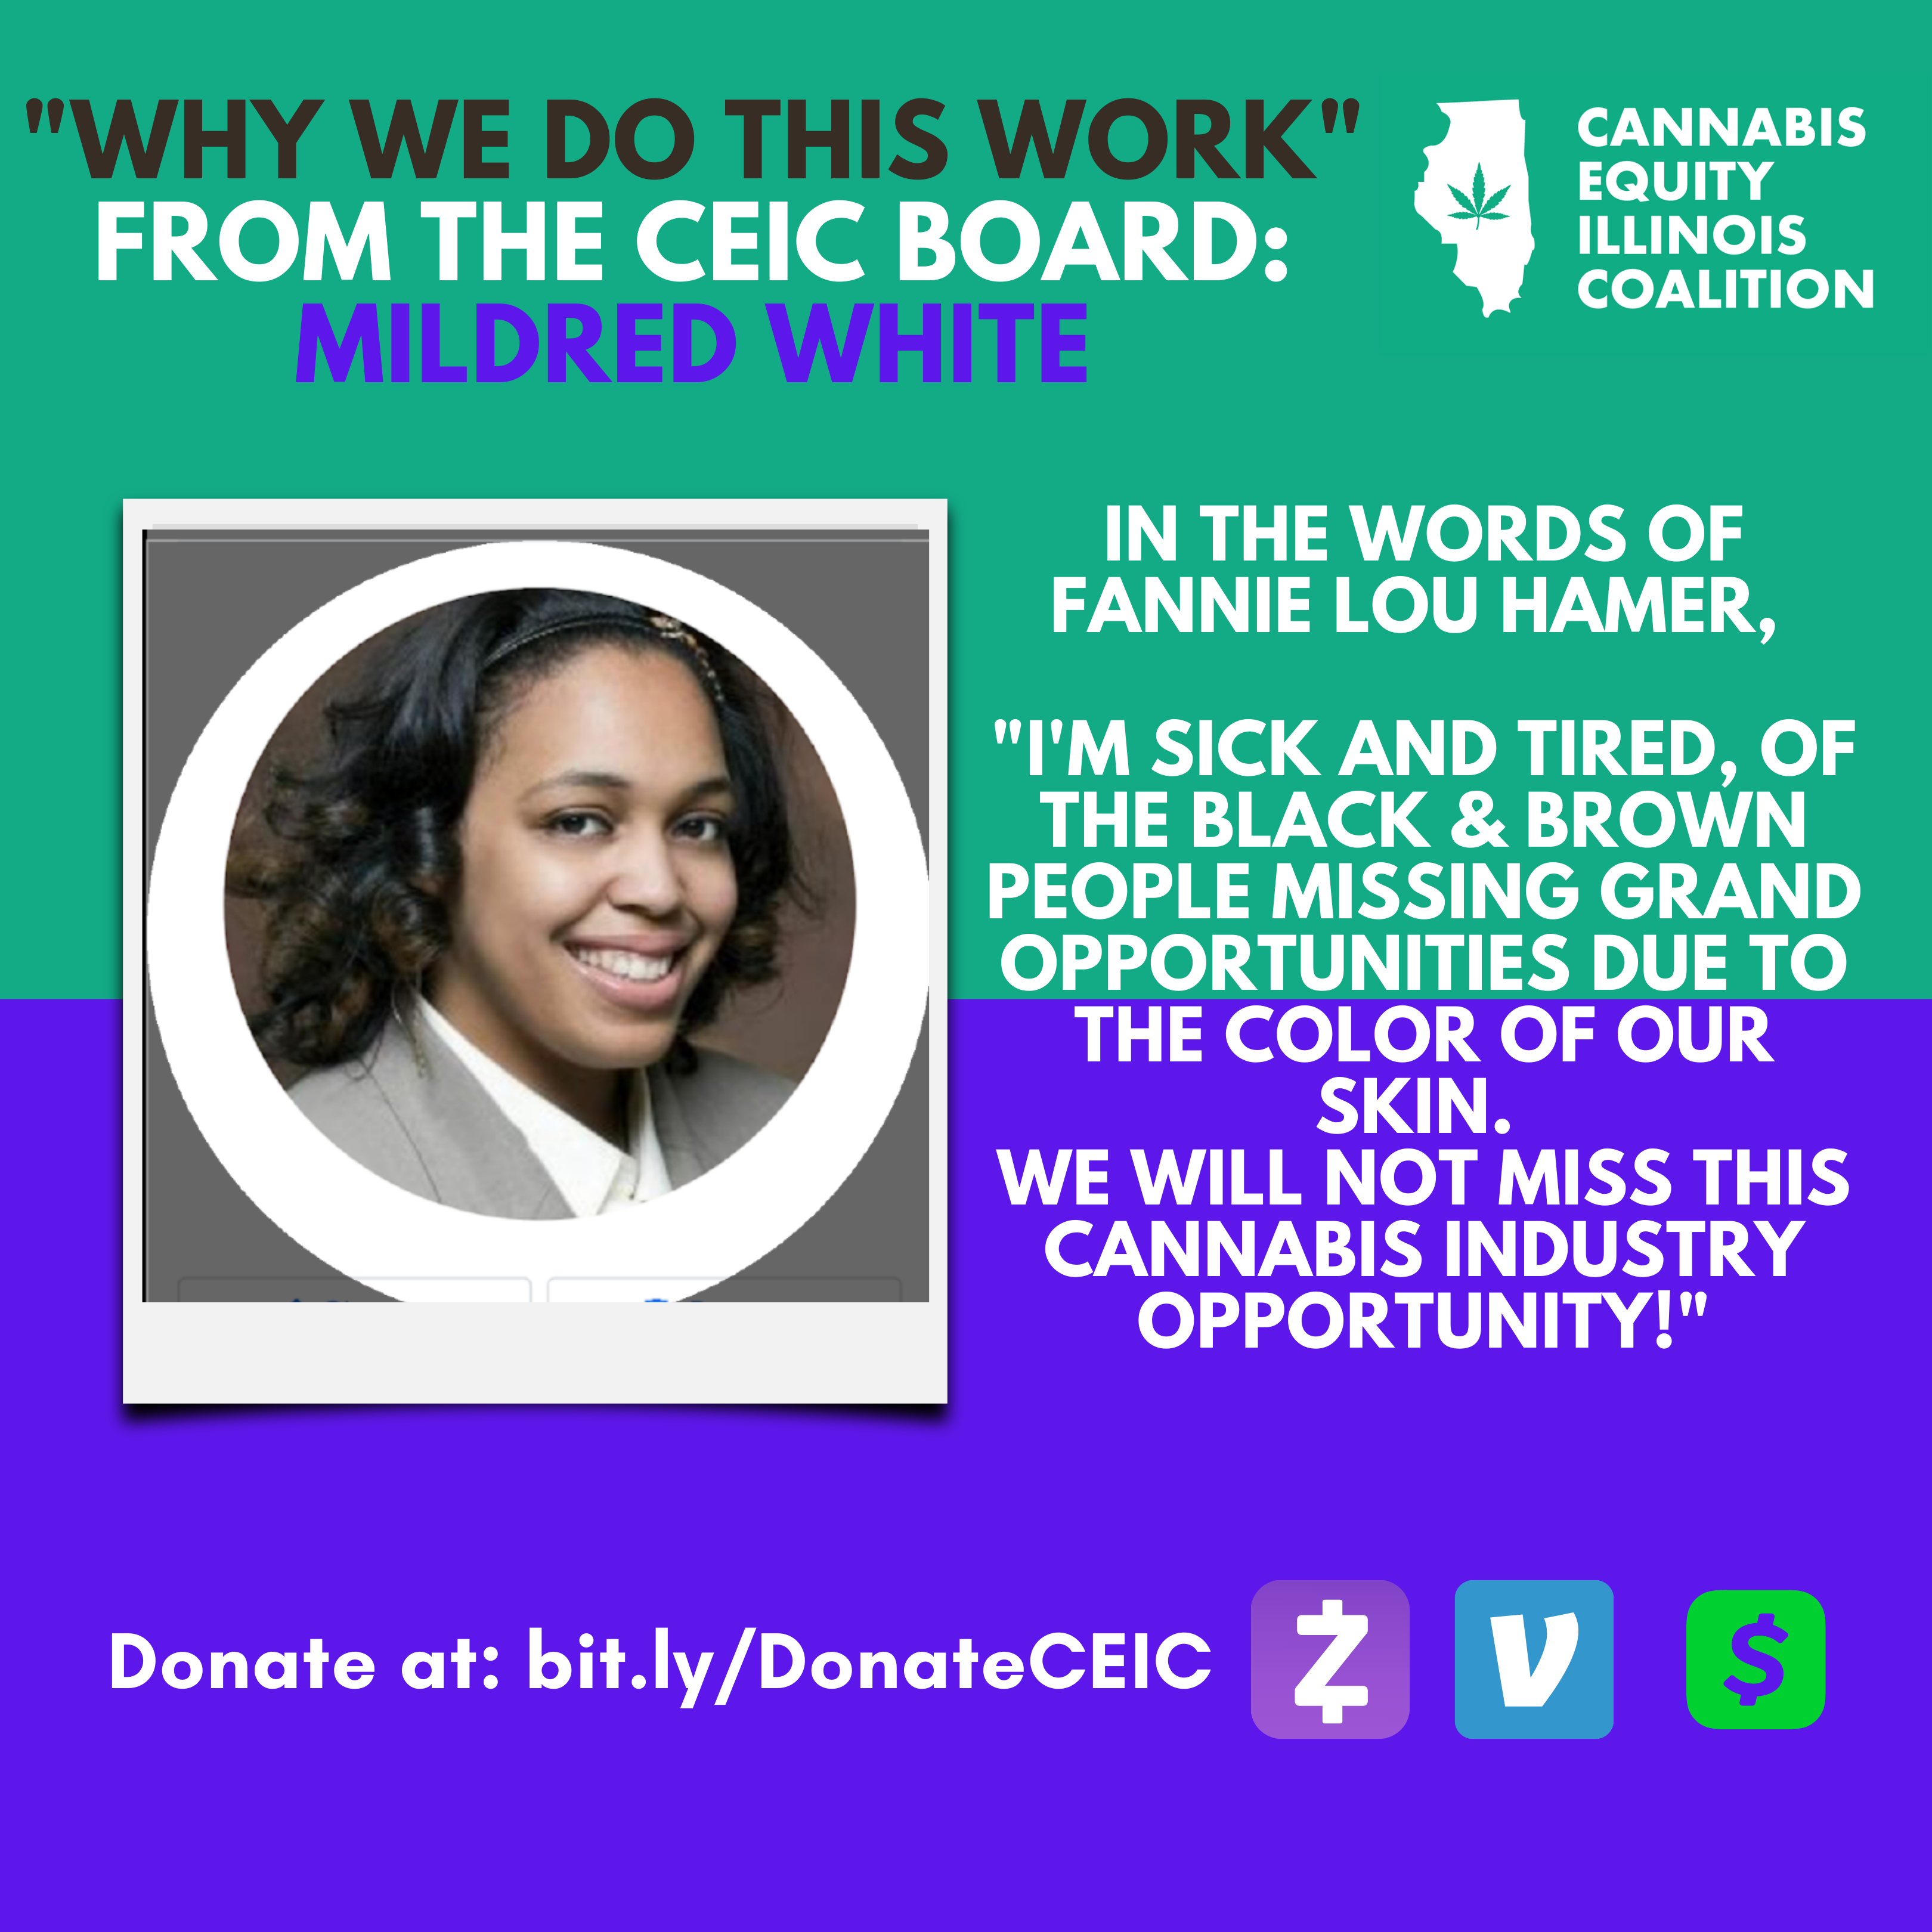 "WHY WE DO THIS WORK"
FROM THE CEIC BOARD:
MILDRED WHITE
CANNABIS
EQUITY
ILLINOIS
COALITION
IN THE WORDS OF
FANNIE LOU HAMER,
"I'M SICK AND TIRED, OF
THE BLACK & BROWN
PEOPLE MISSING GRAND
OPPORTUNITIES DUE TO
THE COLOR OF OUR
SKIN.
WE WILL NOT MISS THIS
CANNABIS INDUSTRY
OPPORTUNITY!"
Donate at: bit.ly/DonateCEIC